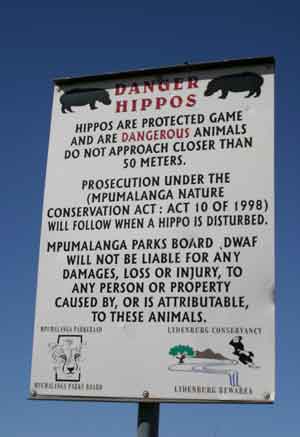 DANGER
HIPPOS
HIPPOS ARE PROTECTED GAME
AND ARE DANGEROUS ANIMALS
DO NOT APPROACH CLOSER THAN
50 METERS.
PROSECUTION UNDER THE
(MPUMALANGA NATURE
CONSERVATION ACT : ACT 10 OF 1998)
WILL FOLLOW WHEN A HIPPO IS DISTURBED.
MPUMALANGA PARKS BOARD ,DWAF
WILL NOT BE LIABLE FOR ANY
DAMAGES, LOSS OR INJURY, TO
ANY PERSON OR PROPERTY
CAUSED BY, OR IS ATTRIBUTABLE,
TO THESE ANIMALS.
MPUMALANGA PARKERAAD
MPUMALANGA PARKS BOARD
LYDENBURG CONSERVANCY
LYDENBURG BEWAREA